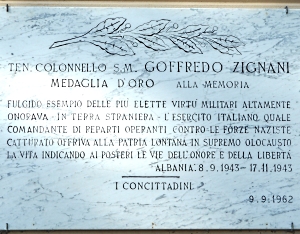 TEN. COLONNELLO S.M. GOFFREDO ZIGNANI
MEDAGLIA D'ORO ALLA MEMORIA
FULGIDO ESEMPIO DELLE PIÙ ELETTE VIRTÙ MILITARI ALTAMENTE
ONORAVA - IN TERRA STRANIERA - L'ESERCITO ITALIANO QUALE
COMANDANTE DI REPARTI OPERANTI CONTRO LE FORZE NAZISTE
CATTURATO OFFRIVA ALLA PATRIA LONTANA IN SUPREMO OLOCAUSTO
LA VITA INDICANDO AI POSTERI LE VIE DELL'ONORE E DELLA LIBERTÀ
ALBANIA 8.9.1943 - 17.11.1943
I CONCITTADINI
9.9.1962